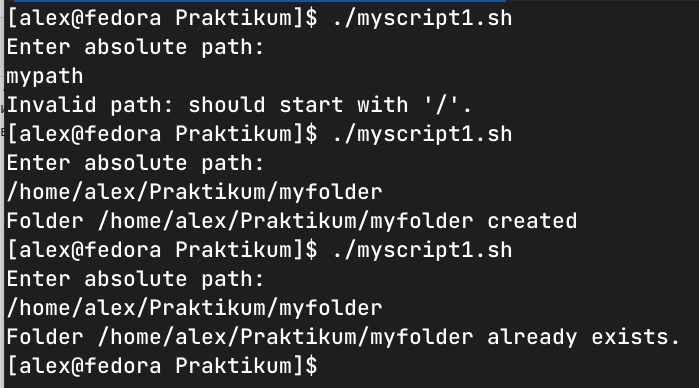 [alex@fedora Praktikum]$ ./myscript1.sh
Enter absolute path:
mypath
Invalid path: should start with '/'.
[alex@fedora Praktikum]$ ./myscript1.sh
Enter absolute path:
/home/alex/Praktikum/myfolder
Folder /home/alex/Praktikum/myfolder created
[alex@fedora Praktikum]$ ./myscript1.sh
Enter absolute path:
/home/alex/Praktikum/myfolder
Folder /home/alex/Praktikum/myfolder already exists.
[alex@fedora Praktikum]$